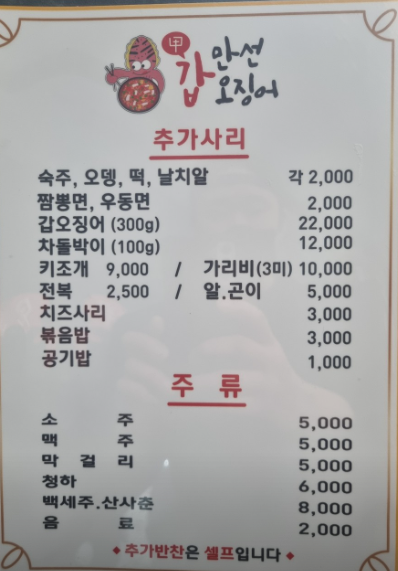 甲
갑
만선
오징어
추가사리
숙주, 오뎅, 떡, 날치알 각 2,000
짬뽕면, 우동면 2,000
갑오징어 (300g) 22,000
차돌박이 (100g) 12,000
키조개 9,000 / 가리비(3미) 10,000
전복 2,500 / 알.곤이 5,000
치즈사리 3,000
볶음밥 3,000
공기밥 1,000
주 류
소 주 5,000
맥 주 5,000
막 걸 리 5,000
청하 6,000
백세주.산사춘 8,000
음 료 2,000
◆ 추가반찬은 셀프입니다 ◆